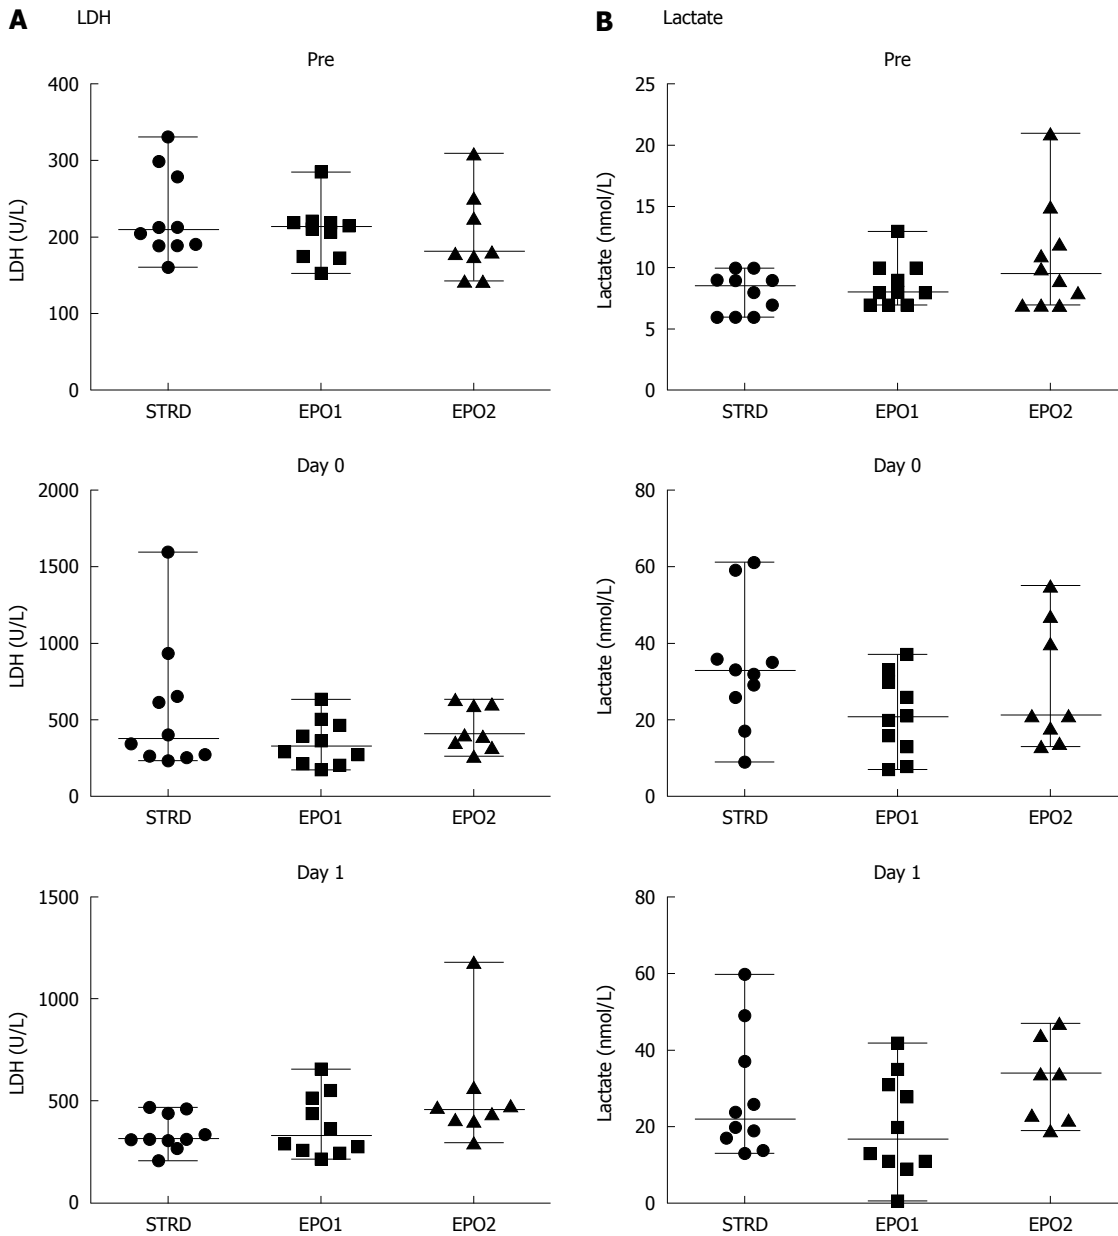 A LDH
Pre
400
300
200
100
0
LDH (U/L)
STRD EPO1 EPO2
Day 0
2000
1500
1000
500
0
LDH (U/L)
STRD EPO1 EPO2
Day 1
1500
1000
500
0
LDH (U/L)
STRD EPO1 EPO2
B Lactate
Pre
25
20
15
10
5
0
Lactate (nmol/L)
STRD EPO1 EPO2
Day 0
80
60
40
20
0
Lactate (nmol/L)
STRD EPO1 EPO2
Day 1
80
60
40
20
0
Lactate (nmol/L)
STRD EPO1 EPO2